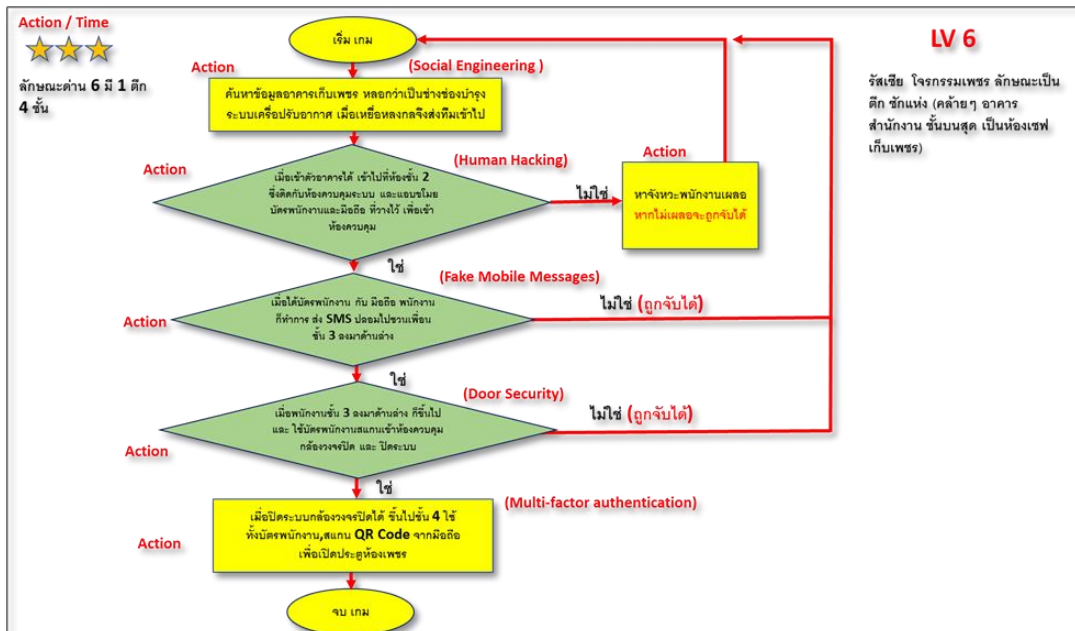 Action / Time
ลักษณะด่าน 6 มี 1 ตึก
4 ชั้น
LV 6
รัสเซีย โจรกรรมเพชร ลักษณะเป็น
ตึก ซักแห่ง (คล้ายๆ อาคาร
สำนักงาน ชั้นบนสุด เป็นห้องเซฟ
เก็บเพชร)
เริ่ม เกม
Action
(Social Engineering )
ค้นหาข้อมูลอาคารเก็บเพชร หลอกว่าเป็นช่างซ่อมบำรุง
ระบบเครื่อปรับอากาศ เมื่อเหยื่อหลงกลจึงส่งทีมเข้าไป
Action
(Human Hacking)
เมื่อเข้าตัวอาคารได้ เข้าไปที่ห้องชั้น 2
ซึ่งติดกับห้องควบคุมระบบ และแอบขโมย
บัตรพนักงานและมือถือ ที่วางไว้ เพื่อเข้า
ห้องควบคุม
ไม่ใช่
Action
หาจังหวะพนักงานเผลอ
หากไม่เผลอจะถูกจับได้
ใช่
(Fake Mobile Messages)
Action
เมื่อได้บัตรพนักงาน กับ มือถือ พนักงาน
ก็ทำการ ส่ง SMS ปลอมไปชวนเพื่อน
ชั้น 3 ลงมาด้านล่าง
ไม่ใช่ (ถูกจับได้)
ใช่
(Door Security)
Action
เมื่อพนักงานชั้น 3 ลงมาด้านล่าง ก็ขึ้นไป
และ ใช้บัตรพนักงานสแกนเข้าห้องควบคุม
กล้องวงจรปิด และ ปิดระบบ
ไม่ใช่ (ถูกจับได้)
ใช่
(Multi-factor authentication)
Action
เมื่อปิดระบบกล้องวงจรปิดได้ ขึ้นไปชั้น 4 ใช้
ทั้งบัตรพนักงาน,สแกน QR Code จากมือถือ
เพื่อเปิดประตูห้องเพชร
จบ เกม